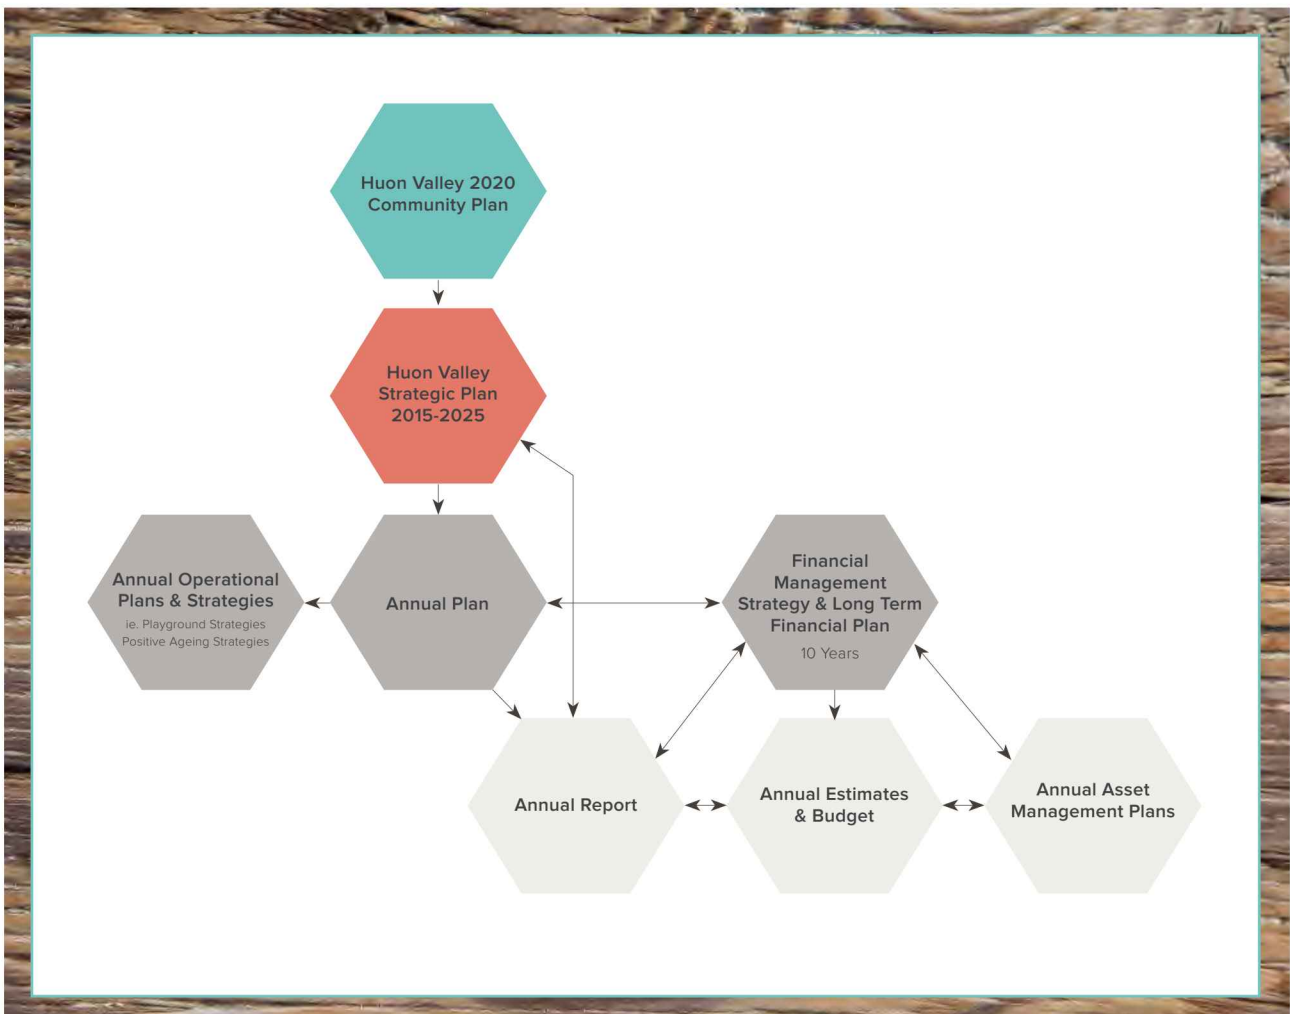 Huon Valley 2020
Community Plan
Huon Valley
Strategic Plan
2015-2025
Annual Operational
Plans & Strategies
ie. Playground Strategies
Positive Ageing Strategies
Annual Plan
Financial
Management
Strategy & Long Term
Financial Plan
10 Years
Annual Report
Annual Estimates
& Budget
Annual Asset
Management Plans